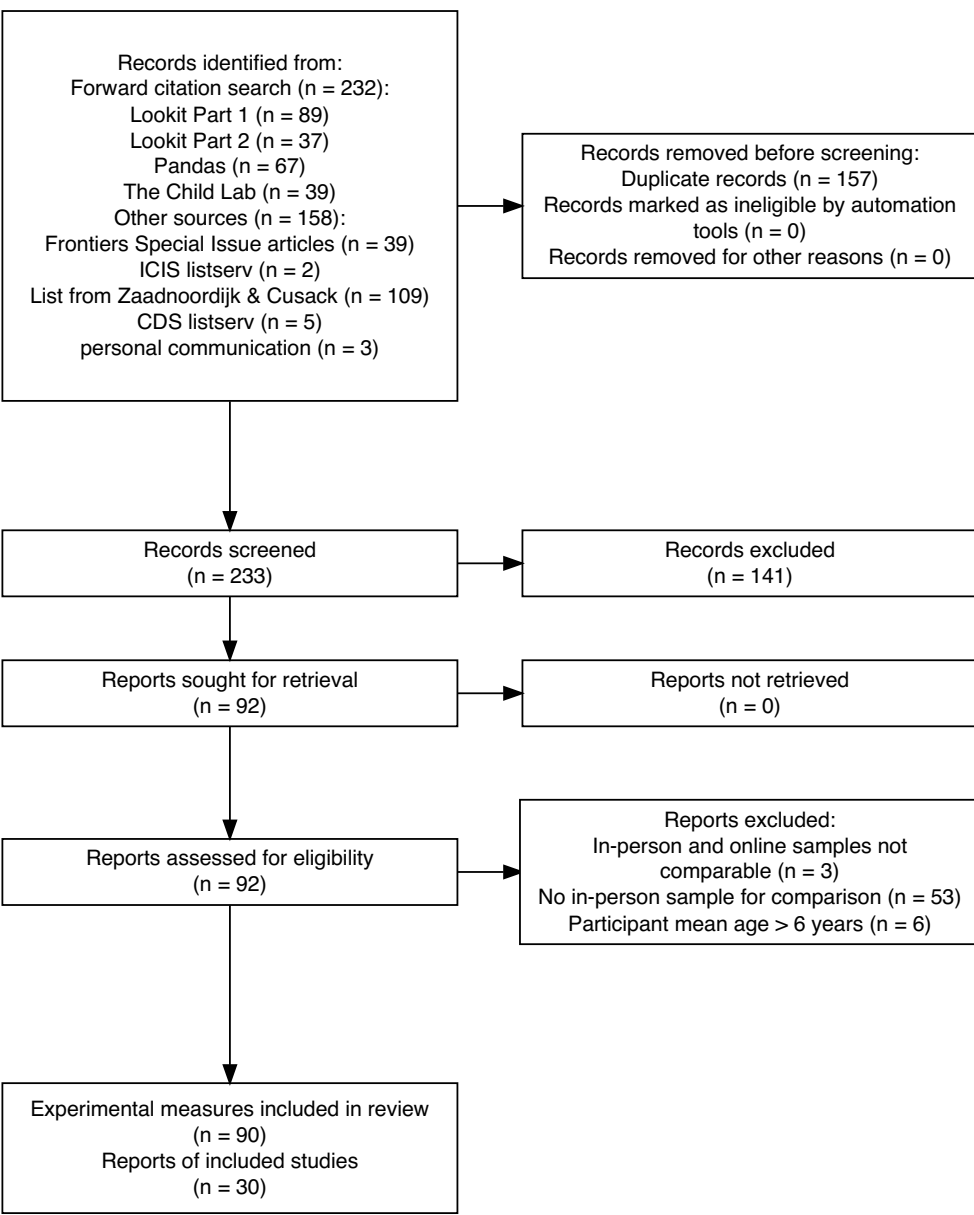 Records identified from:
Forward citation search (n = 232):
Lookit Part 1 (n = 89)
Lookit Part 2 (n = 37)
Pandas (n = 67)
The Child Lab (n = 39)
Other sources (n = 158):
Frontiers Special Issue articles (n = 39)
ICIS listserv (n = 2)
List from Zaadnoordijk & Cusack (n = 109)
CDS listserv (n = 5)
personal communication (n = 3)
Records removed before screening:
Duplicate records (n = 157)
Records marked as ineligible by automation
tools (n = 0)
Records removed for other reasons (n = 0)
Records screened
(n = 233)
Records excluded
(n = 141)
Reports sought for retrieval
(n = 92)
Reports not retrieved
(n = 0)
Reports assessed for eligibility
(n = 92)
Reports excluded:
In-person and online samples not
comparable (n = 3)
No in-person sample for comparison (n = 53)
Participant mean age > 6 years (n = 6)
Experimental measures included in review
(n = 90)
Reports of included studies
(n = 30)